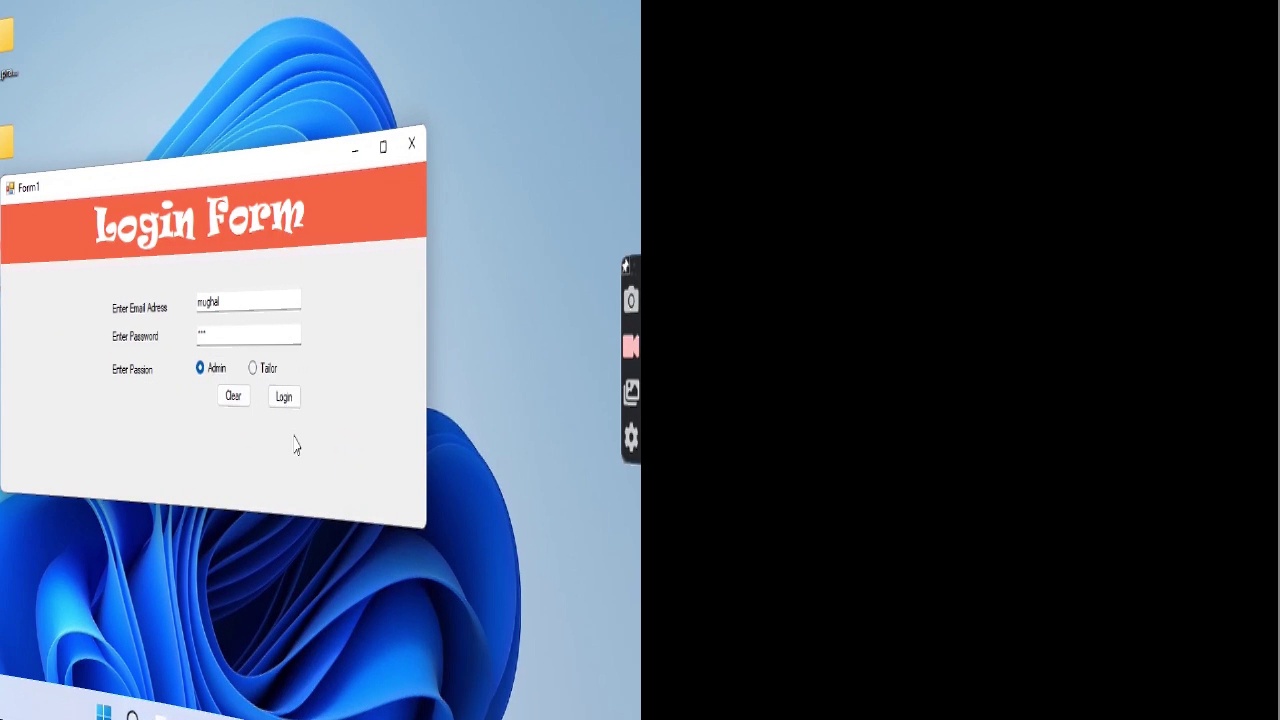 Form1
Login Form
Enter Email Adress
mughal
Enter Password
***
Enter Passion
Admin
Tailor
Clear
Login